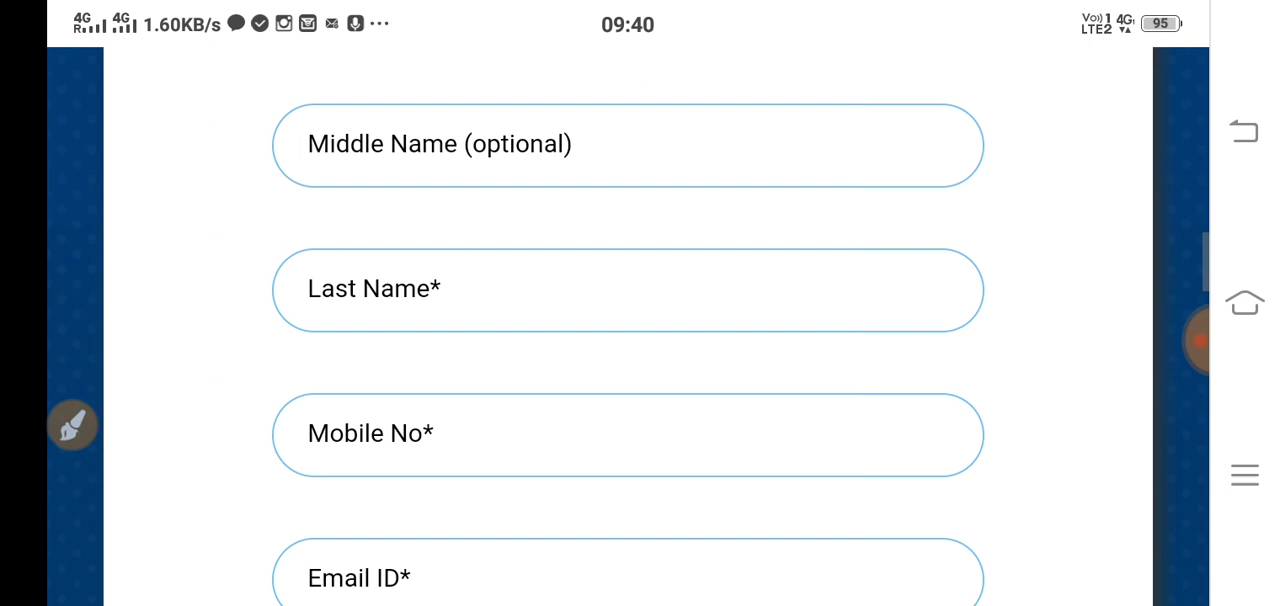 4G R 4G 1.60KB/s 09:40 Vo)) 1 4G LTE2 95
Middle Name (optional)
Last Name*
Mobile No*
Email ID*